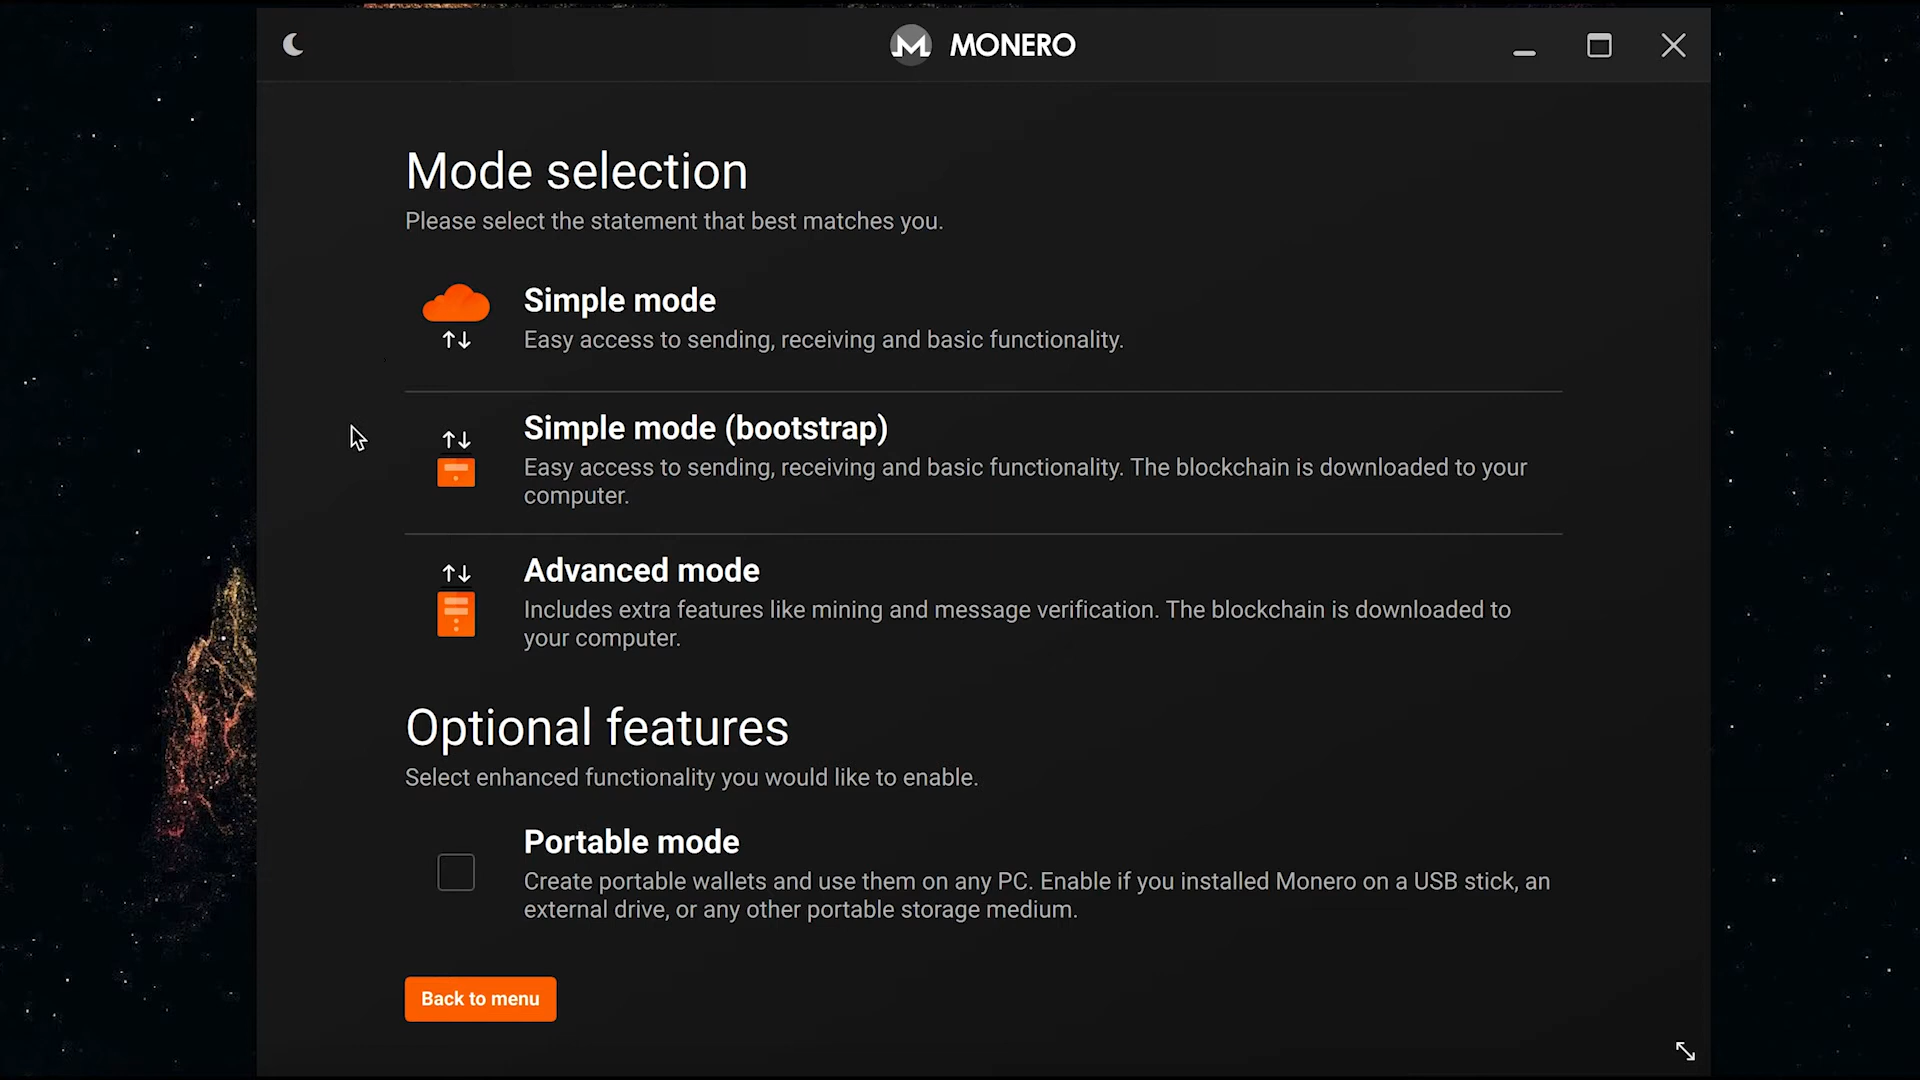 MONERO
Mode selection
Please select the statement that best matches you.
Simple mode
Easy access to sending, receiving and basic functionality.
Simple mode (bootstrap)
Easy access to sending, receiving and basic functionality. The blockchain is downloaded to your
computer.
Advanced mode
Includes extra features like mining and message verification. The blockchain is downloaded to
your computer.
Optional features
Select enhanced functionality you would like to enable.
Portable mode
Create portable wallets and use them on any PC. Enable if you installed Monero on a USB stick, an
external drive, or any other portable storage medium.
Back to menu